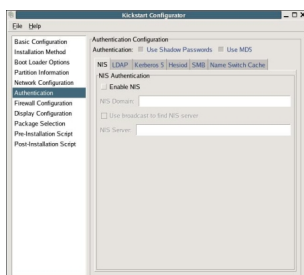 Kickstart Configurator
File Help
Basic Configuration
Installation Method
Boot Loader Options
Partition Information
Network Configuration
Authentication
Firewall Configuration
Display Configuration
Package Selection
Pre-Installation Script
Post-Installation Script
Authentication Configuration
Authentication: Use Shadow Passwords Use MD5
NIS LDAP Kerberos 5 Hesiod SMB Name Switch Cache
NIS Authentication
Enable NIS
NIS Domain:
Use broadcast to find NIS server
NIS Server: